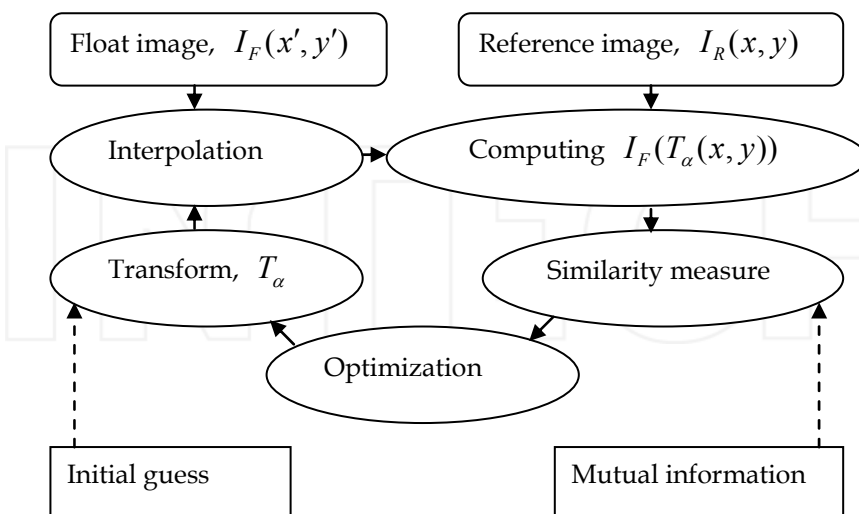 Float image, I_F(x′, y′)
Reference image, I_R(x, y)
Interpolation
Computing I_F(T_α(x, y))
Transform, T_α
Similarity measure
Optimization
Initial guess
Mutual information